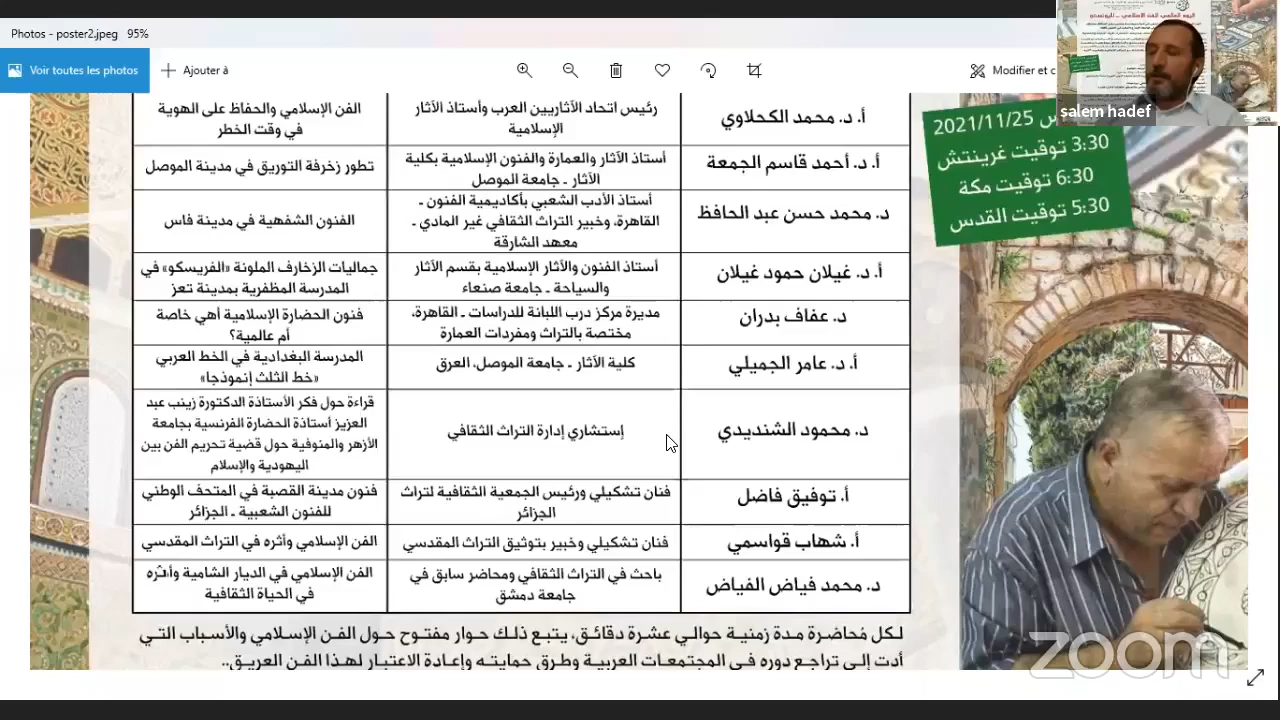 Photos - poster2.jpeg 95%
Voir toutes les photos
Ajouter à
Modifier et c
salem hadef
2021/11/25
3:30 توقيت غرينتش
6:30 توقيت مكة
5:30 توقيت القدس
أ. د. محمد الكحلاوي
رئيس اتحاد الآثاريين العرب وأستاذ الآثار
الإسلامية
الفن الإسلامي والحفاظ على الهوية
في وقت الخطر
أ. د. أحمد قاسم الجمعة
أستاذ الآثار والعمارة والفنون الإسلامية بكلية
الآثار ـ جامعة الموصل
تطور زخرفة التوريق في مدينة الموصل
د. محمد حسن عبد الحافظ
أستاذ الأدب الشعبي بأكاديمية الفنون ـ
القاهرة، وخبير التراث الثقافي غير المادي ـ
معهد الشارقة
الفنون الشفهية في مدينة فاس
أ. د. غيلان حمود غيلان
أستاذ الفنون والآثار الإسلامية بقسم الآثار
والسياحة ـ جامعة صنعاء
جماليات الزخارف الملونة «الفريسكو» في
المدرسة المظفرية بمدينة تعز
د. عفاف بدران
مديرة مركز درب اللبانة للدراسات ـ القاهرة،
مختصة بالتراث ومفردات العمارة
فنون الحضارة الإسلامية أهي خاصة
أم عالمية؟
أ. د. عامر الجميلي
كلية الآثار ـ جامعة الموصل، العرق
المدرسة البغدادية في الخط العربي
«خط الثلث إنموذجا»
د. محمود الشنديدي
إستشاري إدارة التراث الثقافي
قراءة حول فكر الأستاذة الدكتورة زينب عبد
العزيز أستاذة الحضارة الفرنسية بجامعة
الأزهر والمنوفية حول قضية تحريم الفن بين
اليهودية والإسلام
أ. توفيق فاضل
فنان تشكيلي ورئيس الجمعية الثقافية لتراث
الجزائر
فنون مدينة القصبة في المتحف الوطني
للفنون الشعبية ـ الجزائر
أ. شهاب قواسمي
فنان تشكيلي وخبير بتوثيق التراث المقدسي
الفن الإسلامي وأثره في التراث المقدسي
د. محمد فياض الفياض
باحث في التراث الثقافي ومحاضر سابق في
جامعة دمشق
الفن الإسلامي في الديار الشامية وأثره
في الحياة الثقافية
لكل مُحاضرة مدة زمنية حوالي عشرة دقائق، يتبع ذلك حوار مفتوح حول الفن الإسلامي والأسباب التي
أدت إلى تراجع دوره في المجتمعات العربية وطرق حمايته وإعادة الاعتبار لهذا الفن العريق..
zoom